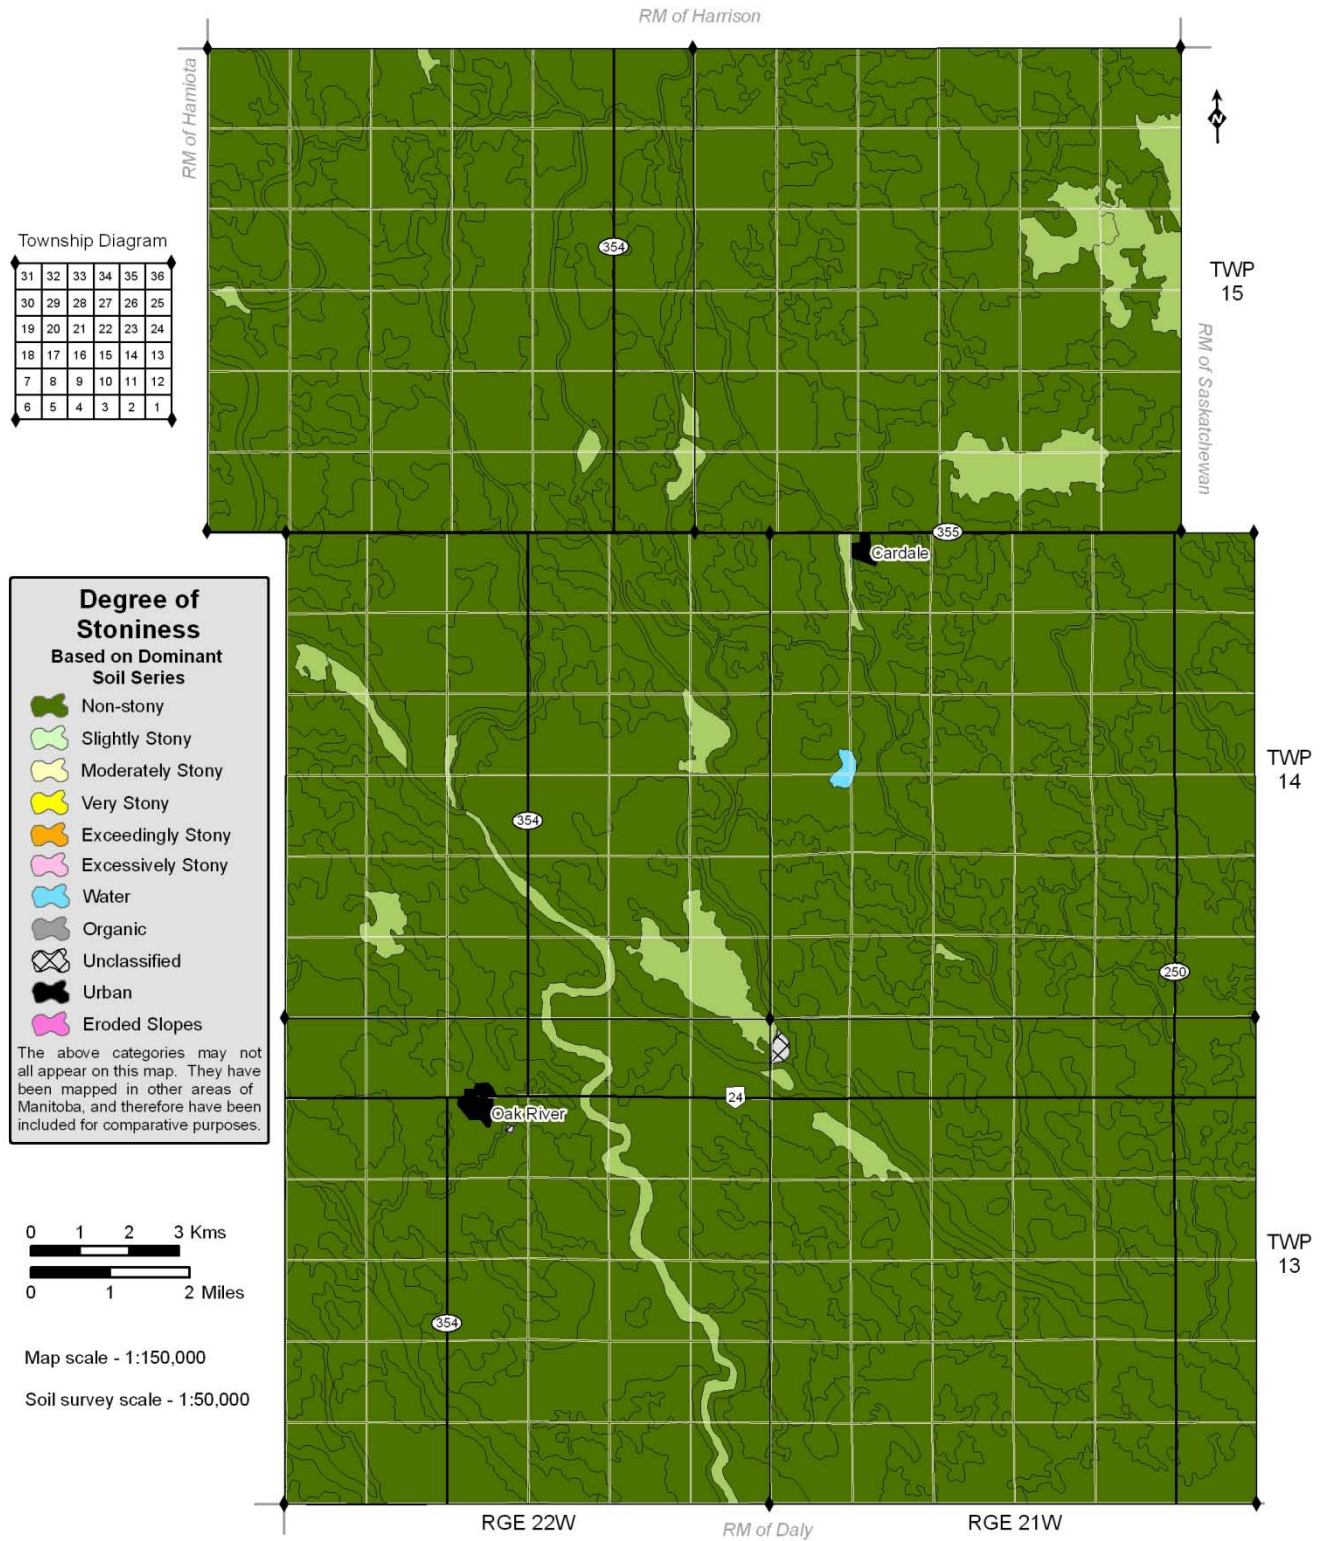 RM of Harrison
RM of Hamiota
N
354
TWP
15
RM of Saskatchewan
Township Diagram
31 32 33 34 35 36
30 29 28 27 26 25
19 20 21 22 23 24
18 17 16 15 14 13
7 8 9 10 11 12
6 5 4 3 2 1
355
Cardale
Degree of
Stoniness
Based on Dominant
Soil Series
Non-stony
Slightly Stony
Moderately Stony
Very Stony
Exceedingly Stony
Excessively Stony
Water
Organic
Unclassified
Urban
Eroded Slopes
The above categories may not
all appear on this map. They have
been mapped in other areas of
Manitoba, and therefore have been
included for comparative purposes.
TWP
14
354
250
24
Oak River
0 1 2 3 Kms
0 1 2 Miles
TWP
13
354
Map scale - 1:150,000
Soil survey scale - 1:50,000
RGE 22W
RM of Daly
RGE 21W